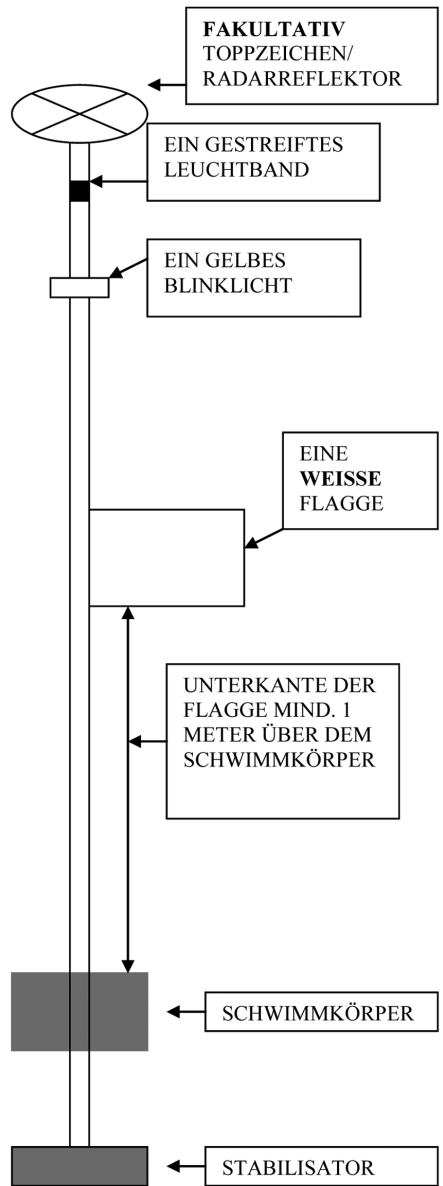 FAKULTATIV
TOPPZEICHEN/
RADARREFLEKTOR
EIN GESTREIFTES
LEUCHTBAND
EIN GELBES
BLINKLICHT
EINE
WEISSE
FLAGGE
UNTERKANTE DER
FLAGGE MIND. 1
METER ÜBER DEM
SCHWIMMKÖRPER
SCHWIMMKÖRPER
STABILISATOR